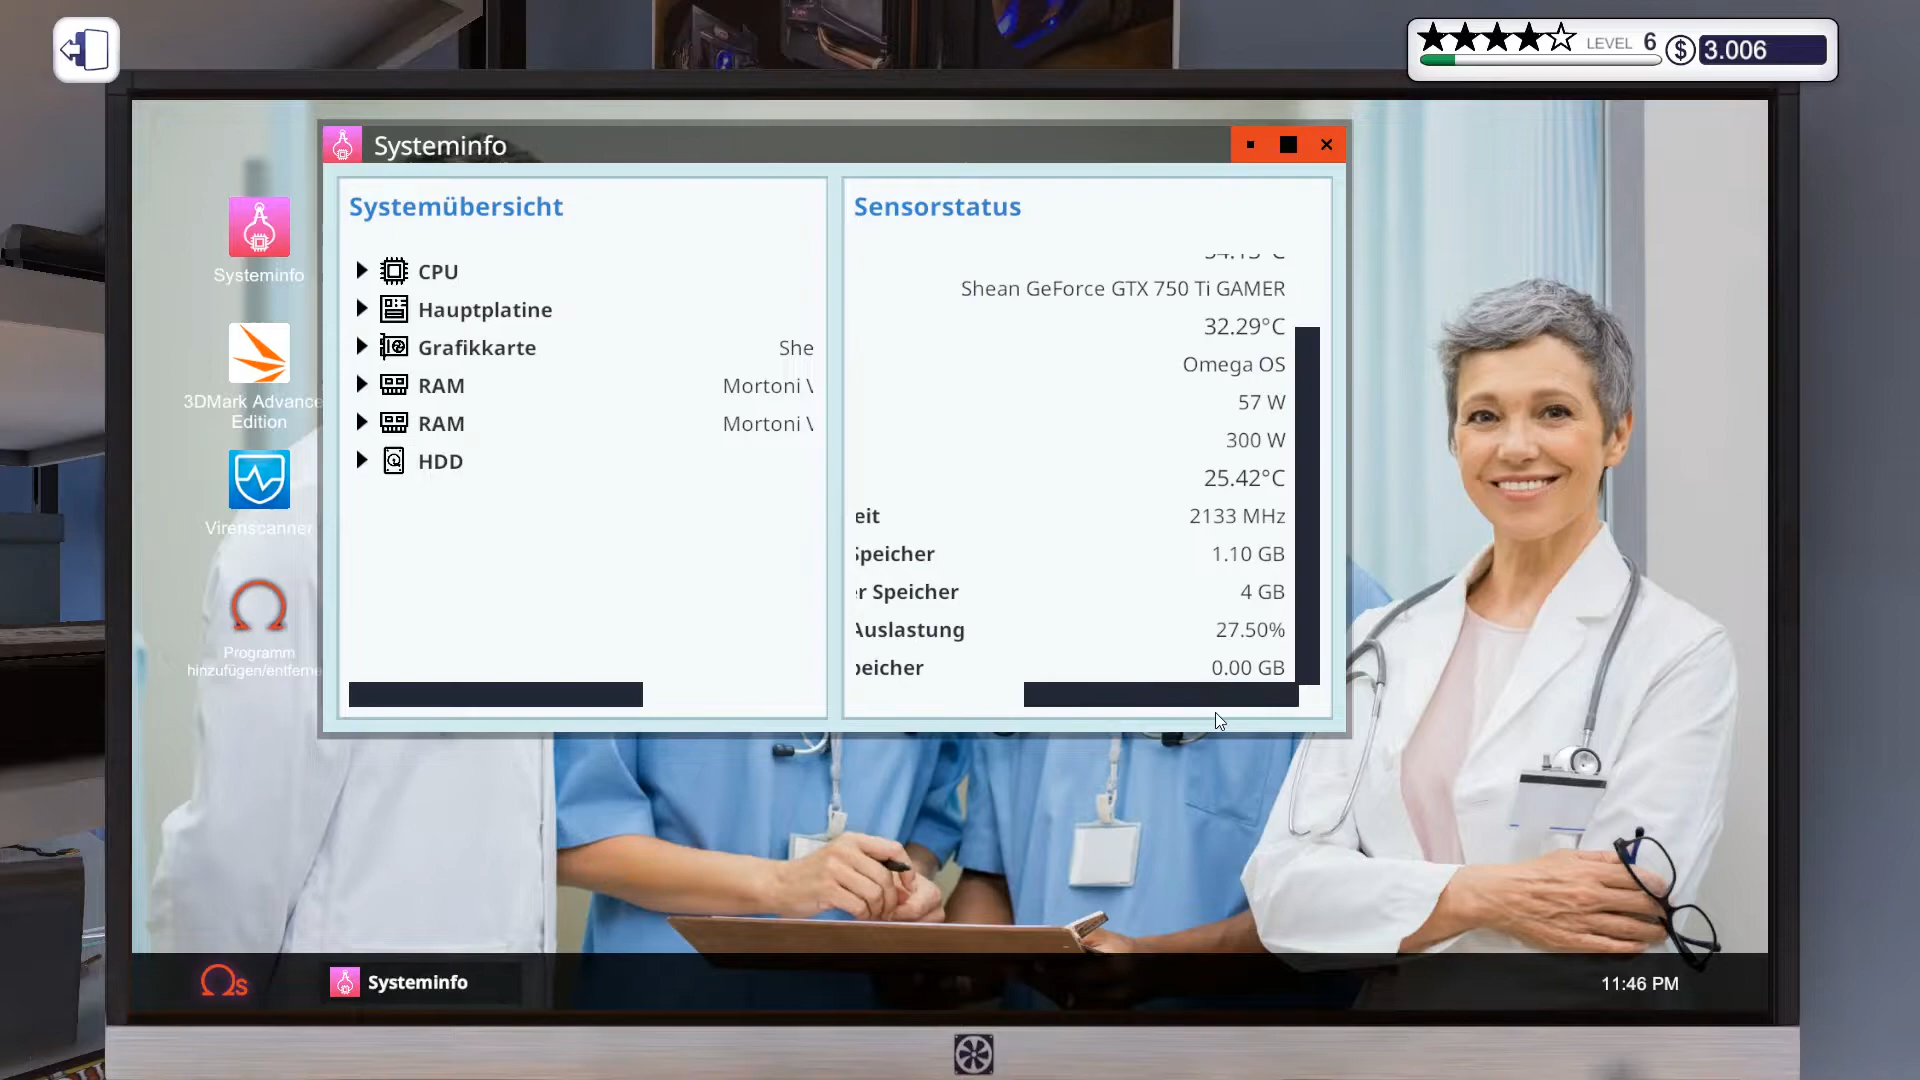 LEVEL 6
3.006
Systeminfo
Systemübersicht
CPU
Hauptplatine
Grafikkarte She
RAM Mortoni
RAM Mortoni
HDD
Sensorstatus
Shean GeForce GTX 750 Ti GAMER
32.29°C
Omega OS
57 W
300 W
25.42°C
eit 2133 MHz
Speicher 1.10 GB
r Speicher 4 GB
Auslastung 27.50%
eicher 0.00 GB
Systeminfo
3DMark Advance
Edition
Virenscanner
Programm
hinzufügen/entferne
Ωs
Systeminfo
11:46 PM